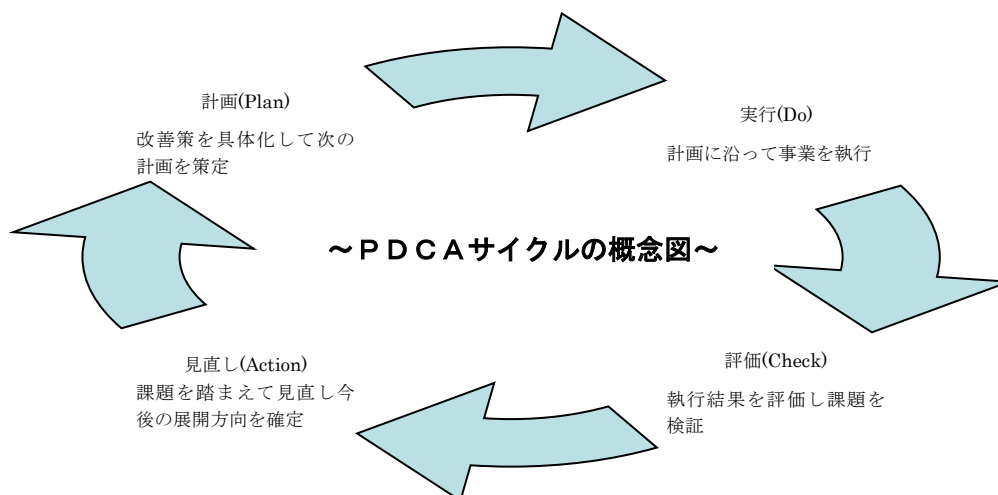 計画(Plan)
改善策を具体化して次の
計画を策定
実行(Do)
計画に沿って事業を執行
～ＰＤＣＡサイクルの概念図～
見直し(Action)
課題を踏まえて見直し今
後の展開方向を確定
評価(Check)
執行結果を評価し課題を
検証